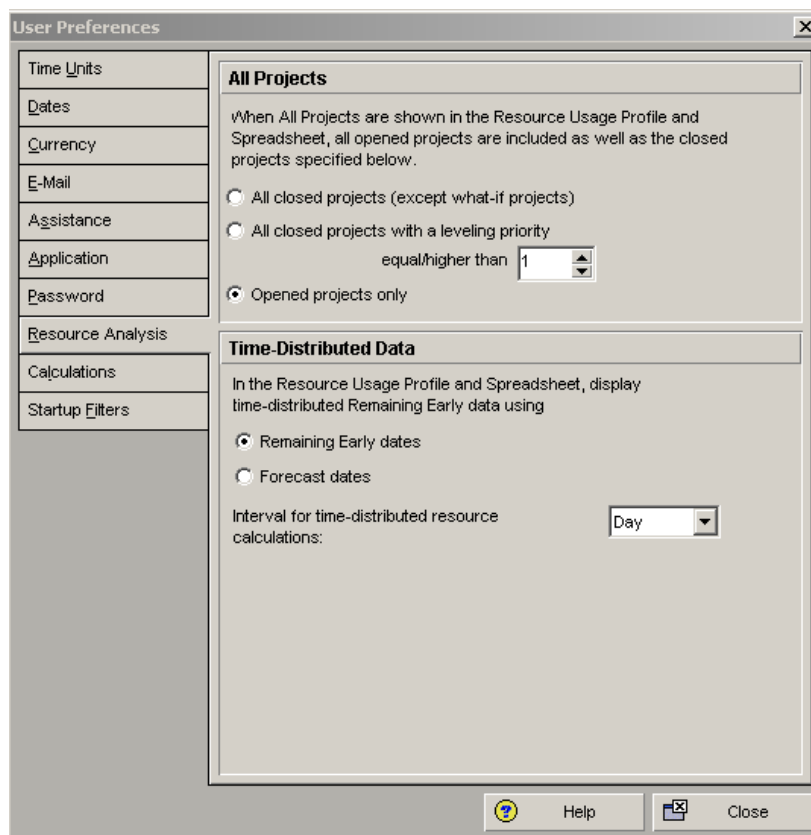 User Preferences
Time Units
Dates
Currency
E-Mail
Assistance
Application
Password
Resource Analysis
Calculations
Startup Filters
All Projects
When All Projects are shown in the Resource Usage Profile and
Spreadsheet, all opened projects are included as well as the closed
projects specified below.
All closed projects (except what-if projects)
All closed projects with a leveling priority
equal/higher than 1
Opened projects only
Time-Distributed Data
In the Resource Usage Profile and Spreadsheet, display
time-distributed Remaining Early data using
Remaining Early dates
Forecast dates
Interval for time-distributed resource
calculations:
Day
Help
Close